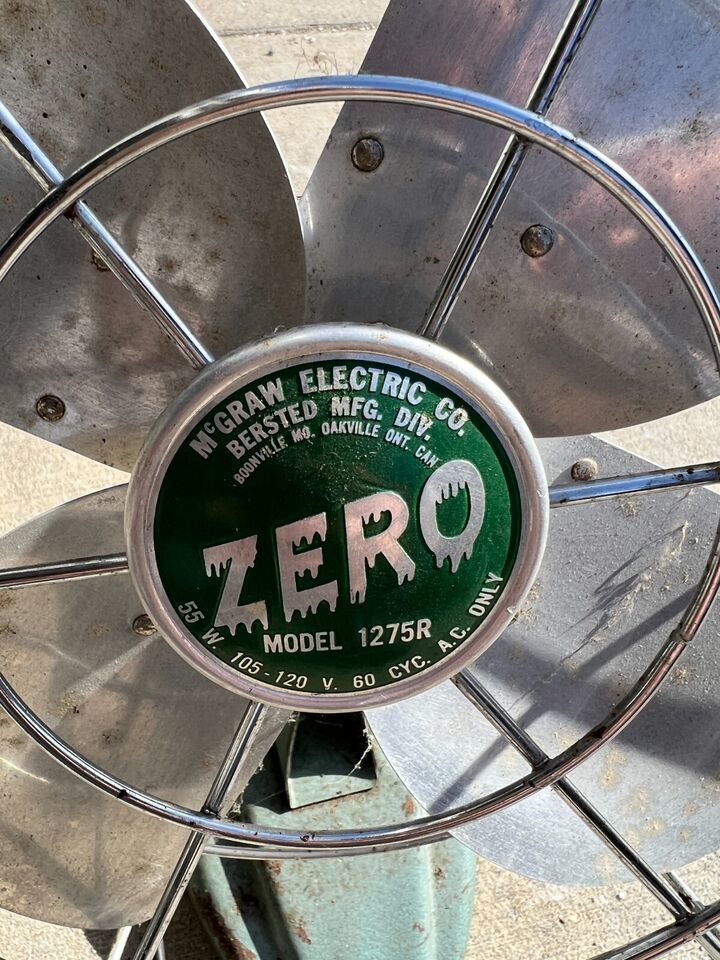 McGRAW ELECTRIC CO.
BERSTED MFG. DIV.
BOONVILLE MO. OAKVILLE ONT. CAN
ZERO
MODEL 1275R
55 W. 105-120 V. 60 CYC. A.C. ONLY